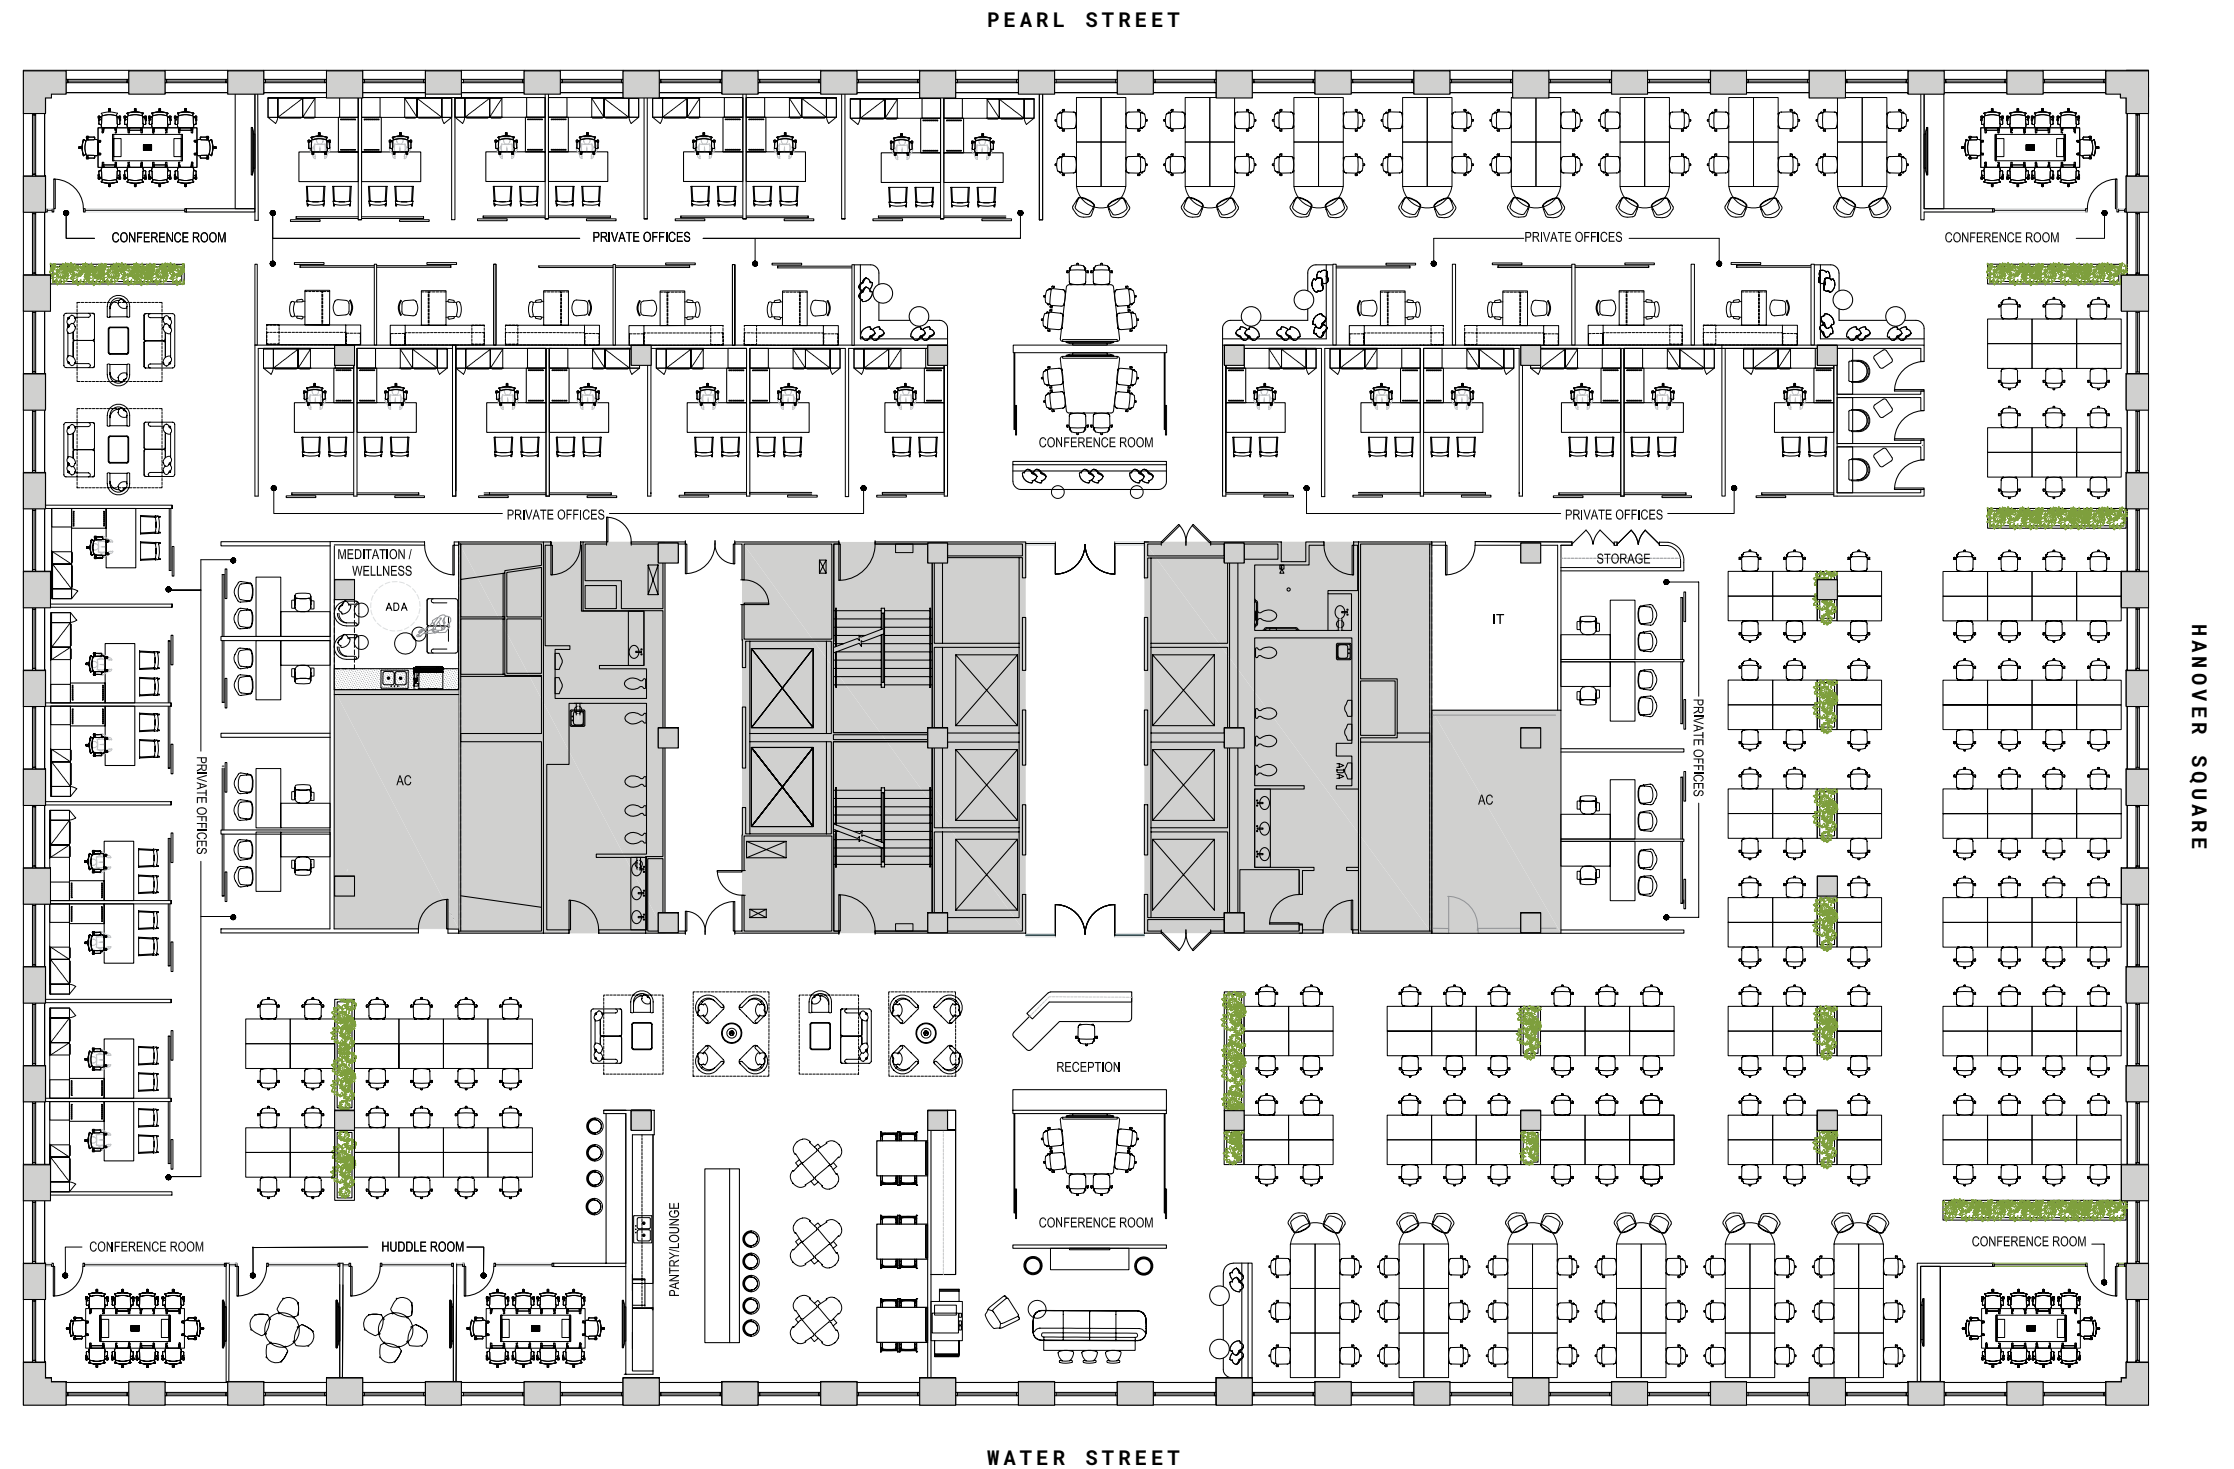 PEARL STREET
CONFERENCE ROOM
PRIVATE OFFICES
PRIVATE OFFICES
CONFERENCE ROOM
CONFERENCE ROOM
PRIVATE OFFICES
PRIVATE OFFICES
MEDITATION /
WELLNESS
ADA
STORAGE
IT
PRIVATE OFFICES
AC
ADA
AC
PRIVATE OFFICES
HANOVER SQUARE
RECEPTION
PANTRY/LOUNGE
CONFERENCE ROOM
CONFERENCE ROOM
HUDDLE ROOM
CONFERENCE ROOM
WATER STREET